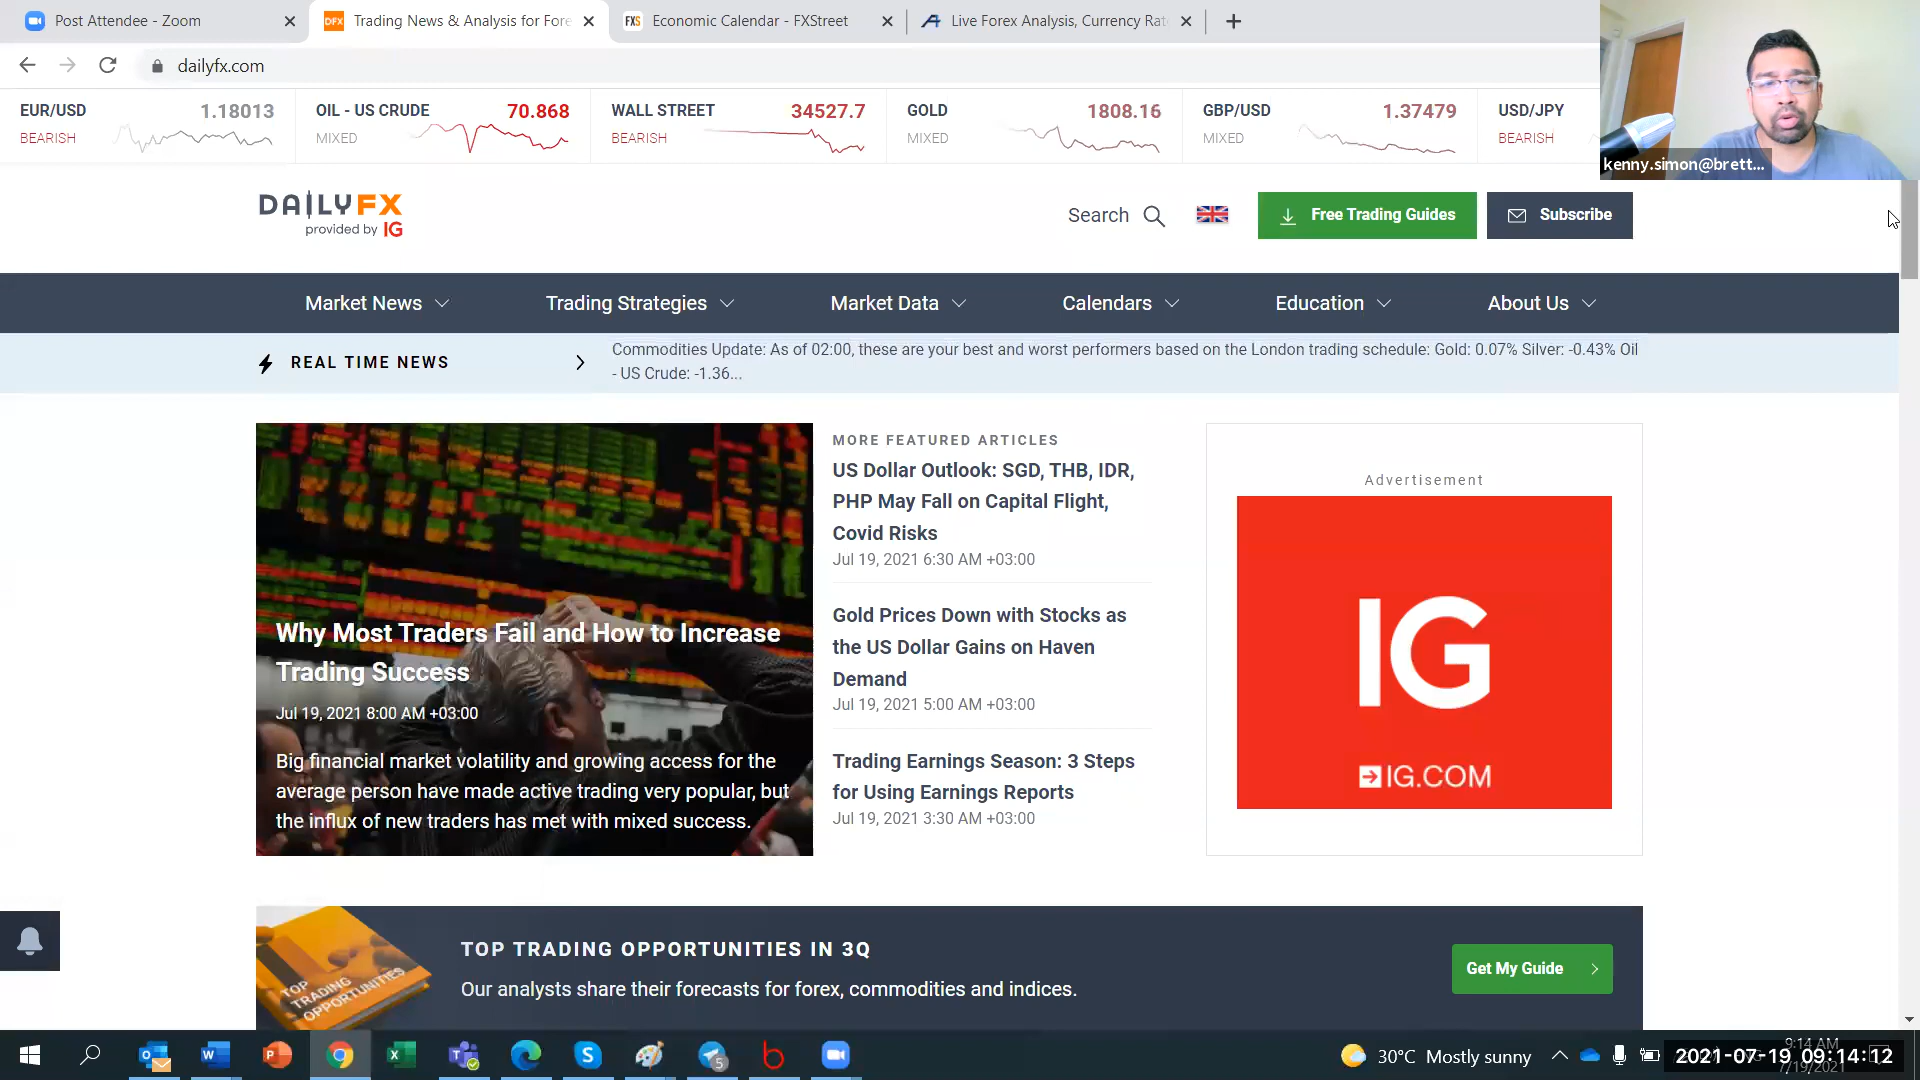 Post Attendee - Zoom
DFX Trading News & Analysis for Fore
FXS Economic Calendar - FXStreet
Live Forex Analysis, Currency Rat
dailyfx.com
kenny.simon@brett...
EUR/USD 1.18013
BEARISH
OIL - US CRUDE 70.868
MIXED
WALL STREET 34527.7
BEARISH
GOLD 1808.16
MIXED
GBP/USD 1.37479
MIXED
USD/JPY
BEARISH
DAILYFX
provided by IG
Search
Free Trading Guides
Subscribe
Market News
Trading Strategies
Market Data
Calendars
Education
About Us
REAL TIME NEWS
Commodities Update: As of 02:00, these are your best and worst performers based on the London trading schedule: Gold: 0.07% Silver: -0.43% Oil
- US Crude: -1.36...
Why Most Traders Fail and How to Increase
Trading Success
Jul 19, 2021 8:00 AM +03:00
Big financial market volatility and growing access for the
average person have made active trading very popular, but
the influx of new traders has met with mixed success.
MORE FEATURED ARTICLES
US Dollar Outlook: SGD, THB, IDR,
PHP May Fall on Capital Flight,
Covid Risks
Jul 19, 2021 6:30 AM +03:00
Gold Prices Down with Stocks as
the US Dollar Gains on Haven
Demand
Jul 19, 2021 5:00 AM +03:00
Trading Earnings Season: 3 Steps
for Using Earnings Reports
Jul 19, 2021 3:30 AM +03:00
Advertisement
IG
IG.COM
TOP
TRADING
OPPORTUNITIES
TOP TRADING OPPORTUNITIES IN 3Q
Our analysts share their forecasts for forex, commodities and indices.
Get My Guide
5
30°C Mostly sunny
9:14 AM
7/19/2021
2021-07-19 09:14:12